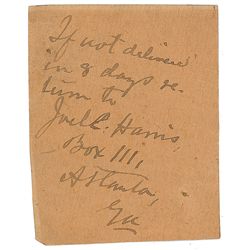 If not delivered
in 8 days re-
turn to
Joel C. Harris,
Box 111,
Atlanta,
Ga